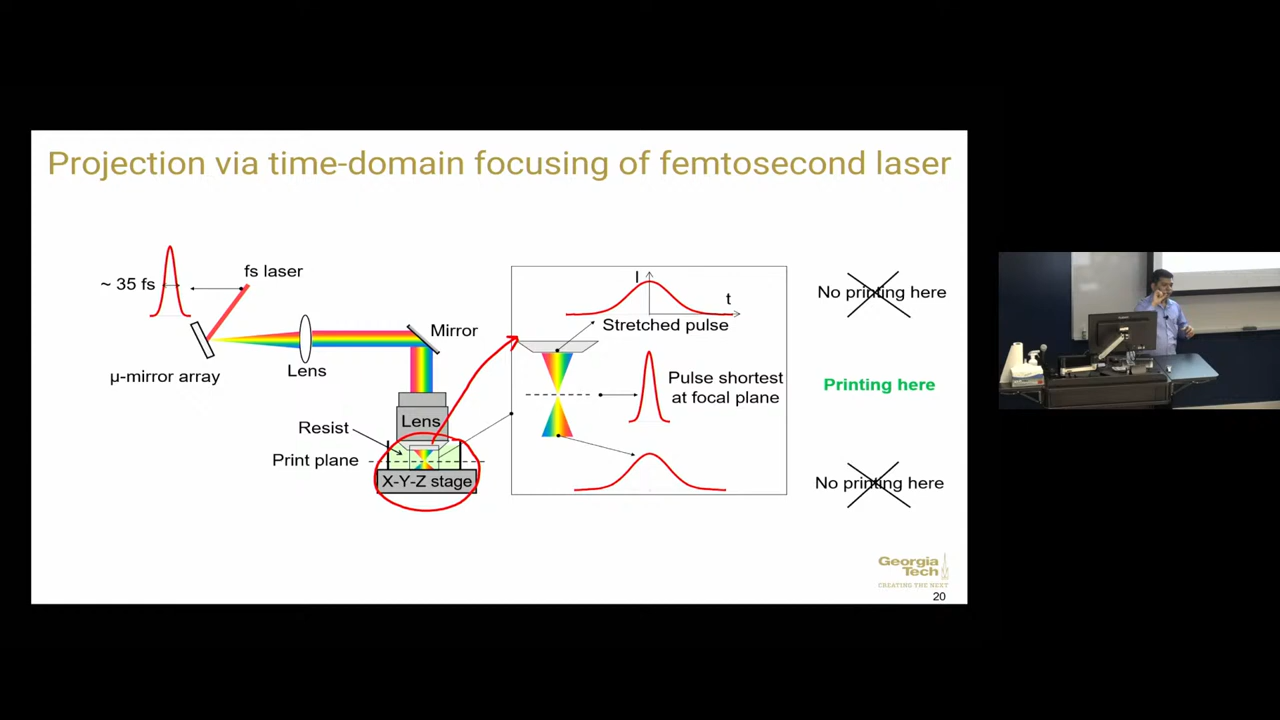 Projection via time-domain focusing of femtosecond laser
~ 35 fs
fs laser
μ-mirror array
Lens
Mirror
Lens
Resist
Print plane
X-Y-Z stage
I
t
Stretched pulse
Pulse shortest
at focal plane
No printing here
Printing here
No printing here
Georgia
Tech
CREATING THE NEXT
20